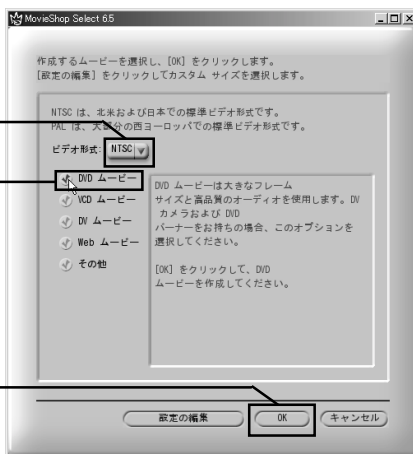 MovieShop Select 6.5
作成するムービーを選択し、[OK] をクリックします。
[設定の編集] をクリックしてカスタム サイズを選択します。
NTSC は、北米および日本での標準ビデオ形式です。
PAL は、大部分の西ヨーロッパでの標準ビデオ形式です。
ビデオ形式: NTSC
DVD ムービー
VCD ムービー
DV ムービー
Web ムービー
その他
DVD ムービーは大きなフレーム
サイズと高品質のオーディオを使用します。DV
カメラおよび DVD
バーナーをお持ちの場合、このオプションを
選択してください。
[OK] をクリックして、DVD
ムービーを作成してください。
設定の編集
OK
キャンセル